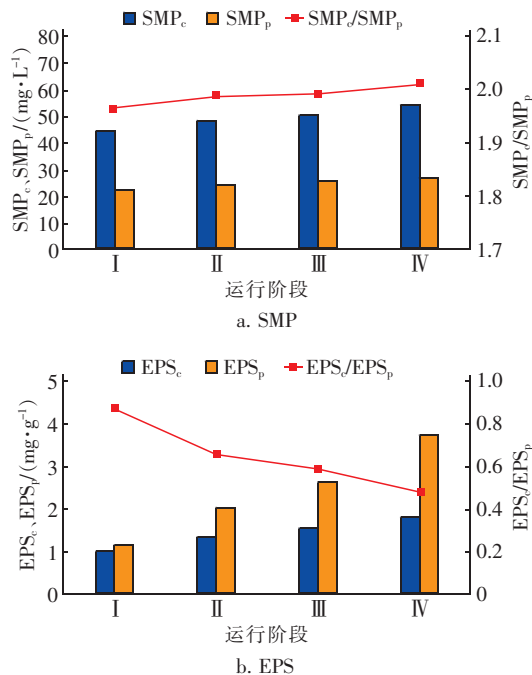 SMPc SMPp SMPc/SMPp
SMPc、SMPp/(mg·L⁻¹)
80
70
60
50
40
30
20
10
0
2.1
2.0
1.9
1.8
1.7
SMPc/SMPp
Ⅰ Ⅱ Ⅲ Ⅳ
运行阶段
a. SMP
EPSc EPSp EPSc/EPSp
EPSc、EPSp/(mg·g⁻¹)
5
4
3
2
1
0
1.0
0.8
0.6
0.4
0.2
0
EPSc/EPSp
Ⅰ Ⅱ Ⅲ Ⅳ
运行阶段
b. EPS